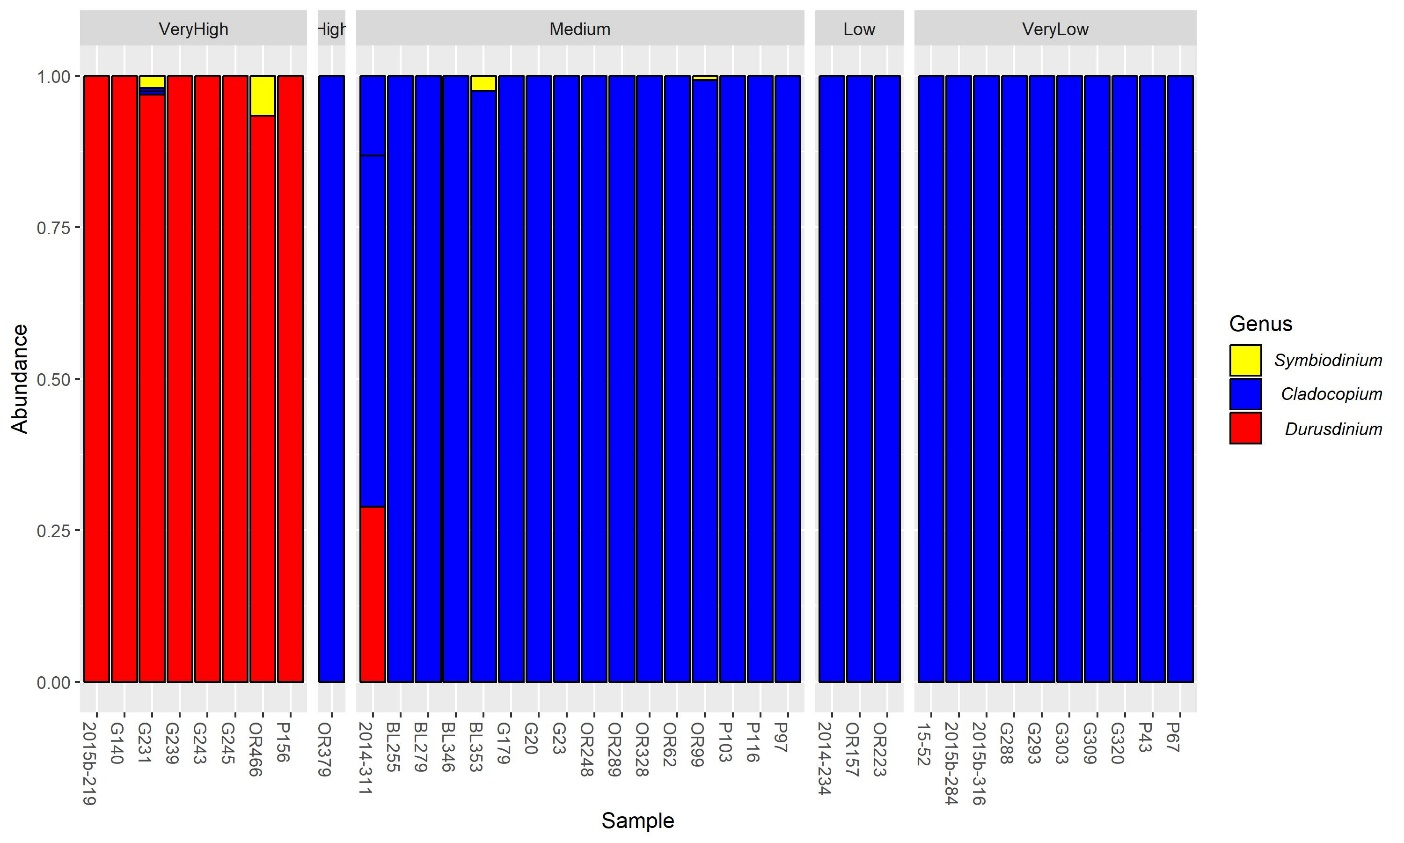 VeryHigh
High
Medium
Low
VeryLow
1.00
0.75
0.50
0.25
0.00
Abundance
2015b-219
G140
G231
G239
G243
G245
OR466
P156
OR379
2014-311
BL255
BL279
BL346
BL353
G179
G20
G23
OR248
OR289
OR328
OR62
OR99
P103
P116
P97
2014-234
OR157
OR223
15-52
2015b-284
2015b-316
G288
G293
G303
G309
G320
P43
P67
Sample
Genus
Symbiodinium
Cladocopium
Durusdinium